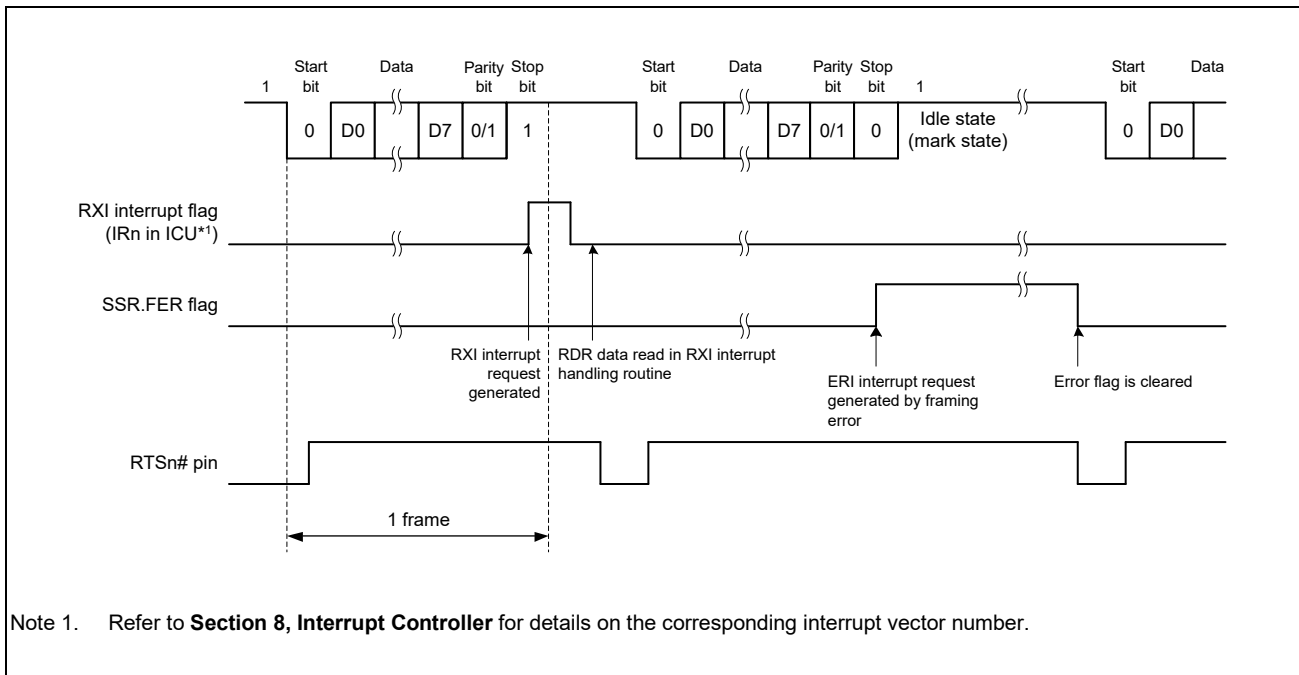 Start Data Parity Stop Start Data Parity Stop Start Data
1 bit bit bit bit bit bit 1 bit
0 D0 D7 0/1 1 0 D0 D7 0/1 0 Idle state 0 D0
(mark state)
RXI interrupt flag
(IRn in ICU*1)
SSR.FER flag
RXI interrupt
request
generated
RDR data read in RXI interrupt
handling routine
ERI interrupt request
generated by framing
error
Error flag is cleared
RTSn# pin
1 frame
Note 1. Refer to Section 8, Interrupt Controller for details on the corresponding interrupt vector number.